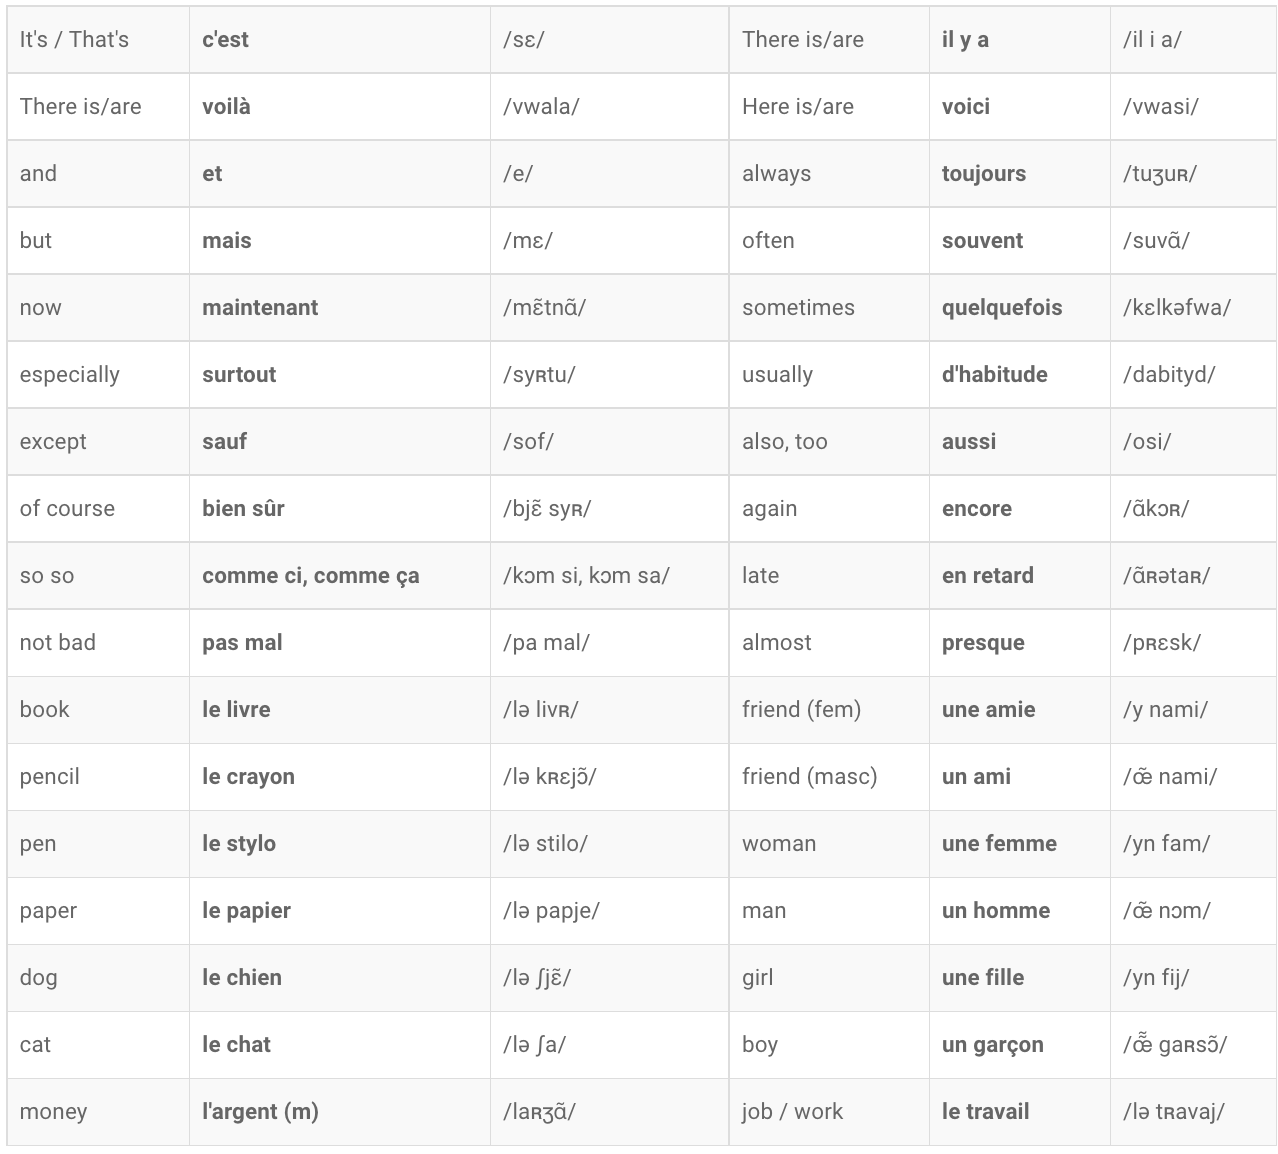 It's / That's c'est /sɛ/ There is/are il y a /il i a/
There is/are voilà /vwala/ Here is/are voici /vwasi/
and et /e/ always toujours /tuʒuʀ/
but mais /mɛ/ often souvent /suvɑ̃/
now maintenant /mɛ̃tnɑ̃/ sometimes quelquefois /kɛlkəfwa/
especially surtout /syʀtu/ usually d'habitude /dabityd/
except sauf /sof/ also, too aussi /osi/
of course bien sûr /bjɛ̃ syʀ/ again encore /ɑ̃kɔʀ/
so so comme ci, comme ça /kɔm si, kɔm sa/ late en retard /ɑ̃ʀətaʀ/
not bad pas mal /pa mal/ almost presque /pʀɛsk/
book le livre /lə livʀ/ friend (fem) une amie /y nami/
pencil le crayon /lə kʀɛjɔ̃/ friend (masc) un ami /œ̃ nami/
pen le stylo /lə stilo/ woman une femme /yn fam/
paper le papier /lə papje/ man un homme /œ̃ nɔm/
dog le chien /lə ʃjɛ̃/ girl une fille /yn fij/
cat le chat /lə ʃa/ boy un garçon /œ̃̃ gaʀsɔ̃/
money l'argent (m) /laʀʒɑ̃/ job / work le travail /lə tʀavaj/